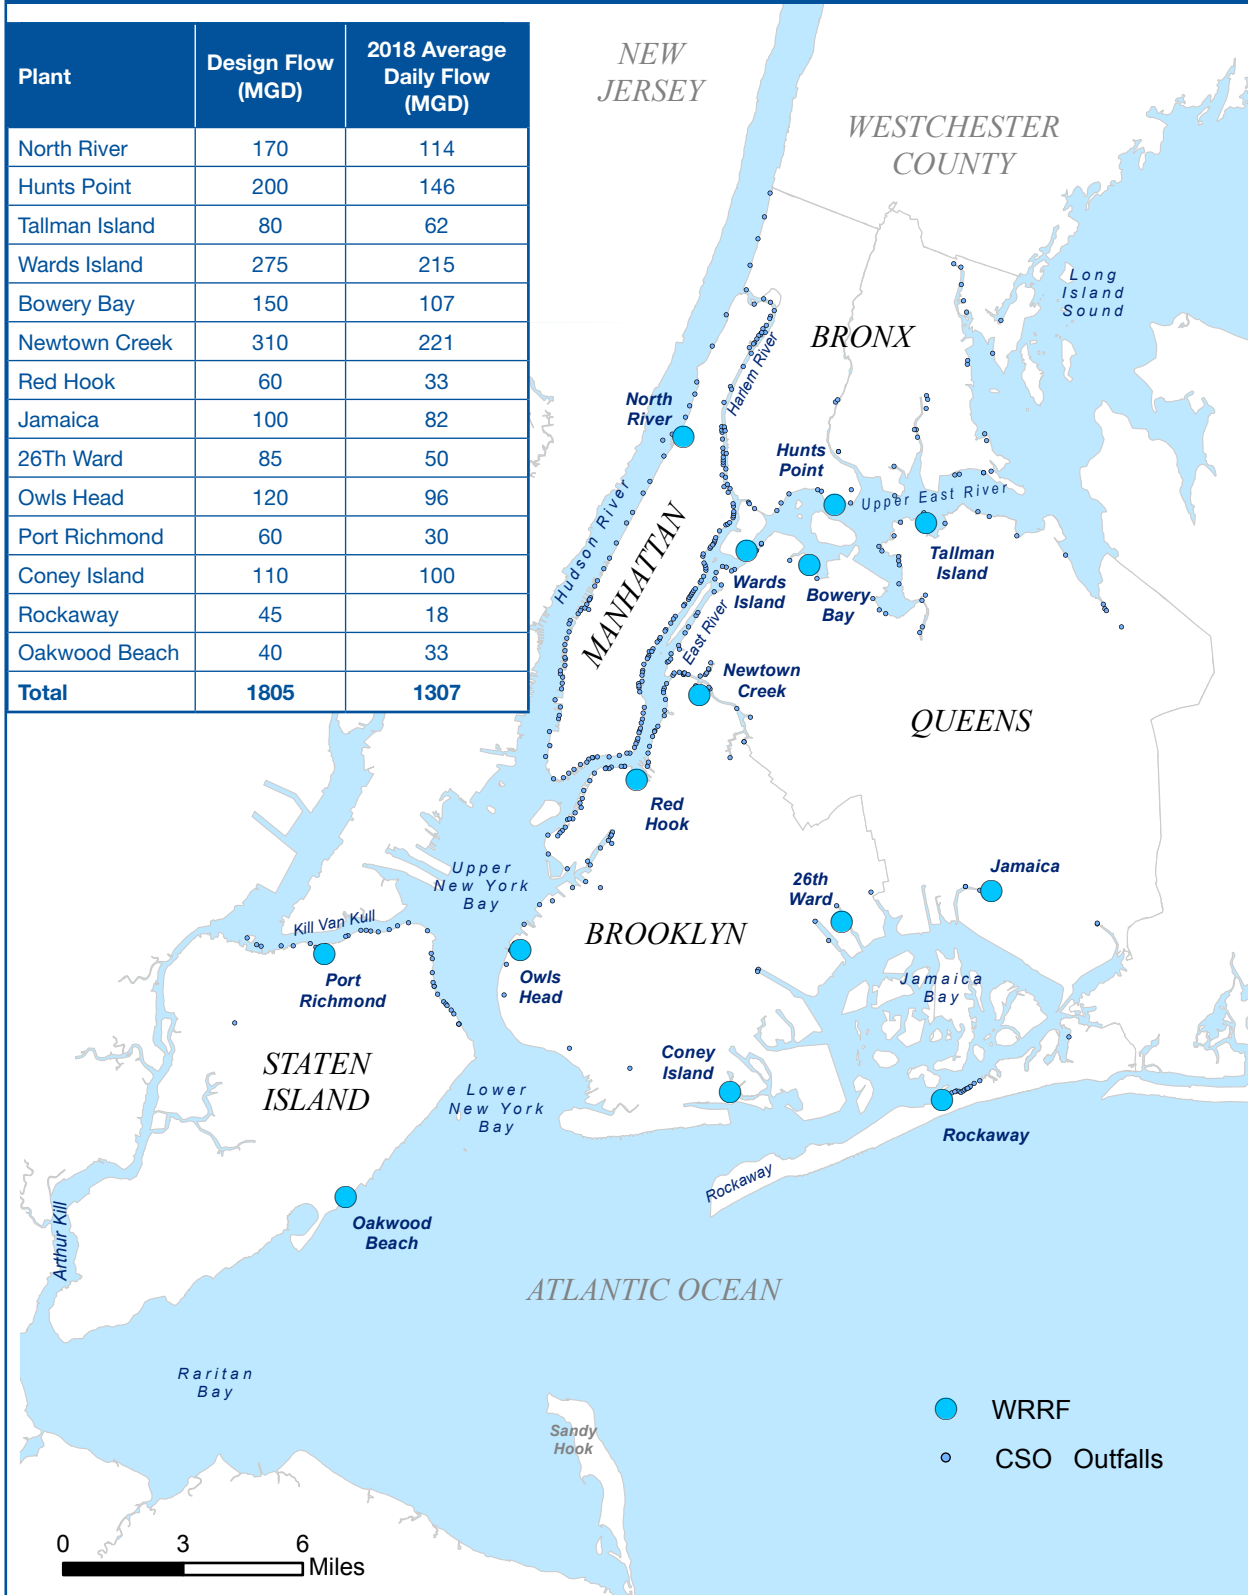 Plant Design Flow (MGD) 2018 Average Daily Flow (MGD)
North River 170 114
Hunts Point 200 146
Tallman Island 80 62
Wards Island 275 215
Bowery Bay 150 107
Newtown Creek 310 221
Red Hook 60 33
Jamaica 100 82
26Th Ward 85 50
Owls Head 120 96
Port Richmond 60 30
Coney Island 110 100
Rockaway 45 18
Oakwood Beach 40 33
Total 1805 1307
NEW
JERSEY
WESTCHESTER
COUNTY
Long
Island
Sound
BRONX
Harlem River
North
River
Hunts
Point
Upper East River
Hudson River
MANHATTAN
Tallman
Island
Wards
Island
Bowery
Bay
East River
Newtown
Creek
QUEENS
Red
Hook
Upper
New York
Bay
Jamaica
26th
Ward
Kill Van Kull
BROOKLYN
Port
Richmond
Owls
Head
Jamaica
Bay
STATEN
ISLAND
Coney
Island
Lower
New York
Bay
Rockaway
Rockaway
Arthur Kill
Oakwood
Beach
ATLANTIC OCEAN
Raritan
Bay
Sandy
Hook
WRRF
CSO Outfalls
0 3 6
Miles